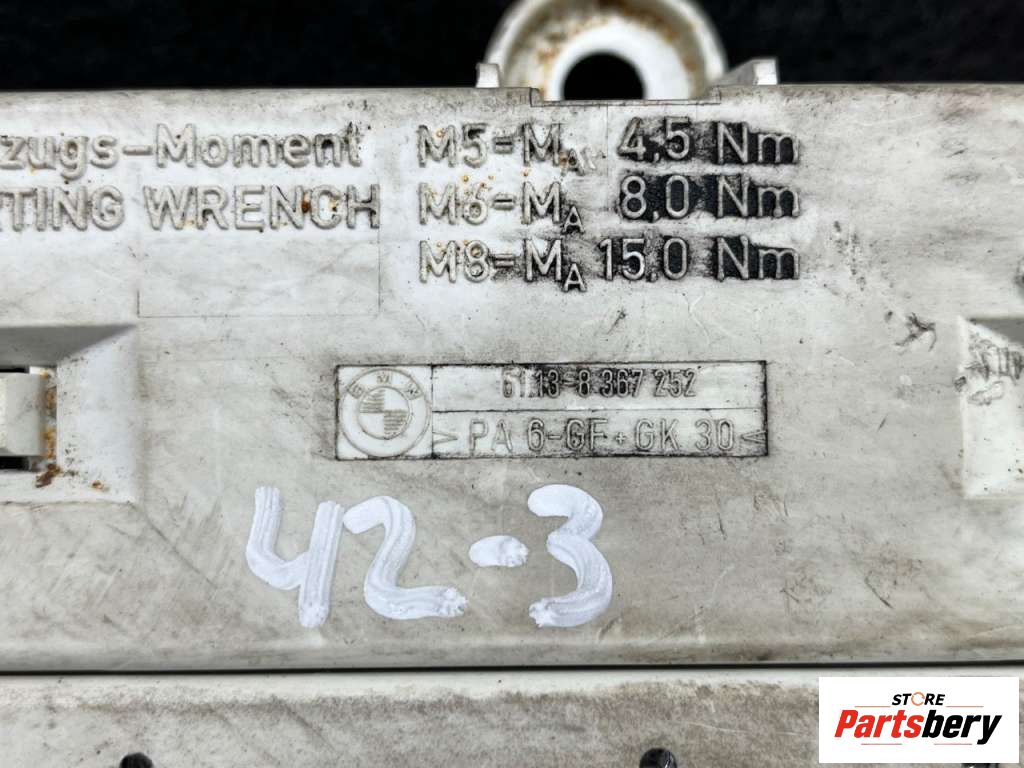 zugs-Moment M5=MA 4,5 Nm
TING WRENCH M6=MA 8,0 Nm
M8=MA 15,0 Nm
BMW
61.13-8 367 252
>PA 6-GF+GK 30<
42-3
STORE
Partsbery